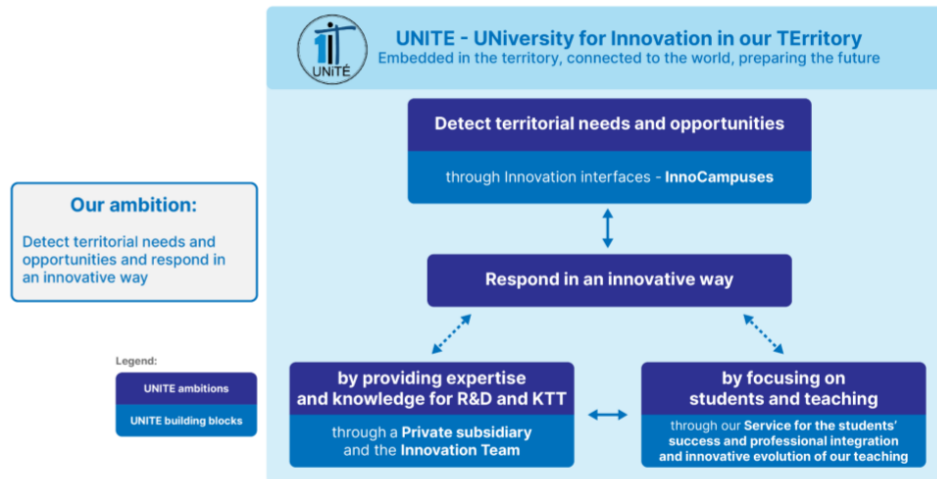 UNITÉ
UNITE - UNiversity for Innovation in our TErritory
Embedded in the territory, connected to the world, preparing the future
Detect territorial needs and opportunities
through Innovation interfaces - InnoCampuses
Our ambition:
Detect territorial needs and
opportunities and respond in
an innovative way
Respond in an innovative way
Legend:
UNITE ambitions
UNITE building blocks
by providing expertise
and knowledge for R&D and KTT
through a Private subsidiary
and the Innovation Team
by focusing on
students and teaching
through our Service for the students'
success and professional integration
and innovative evolution of our teaching